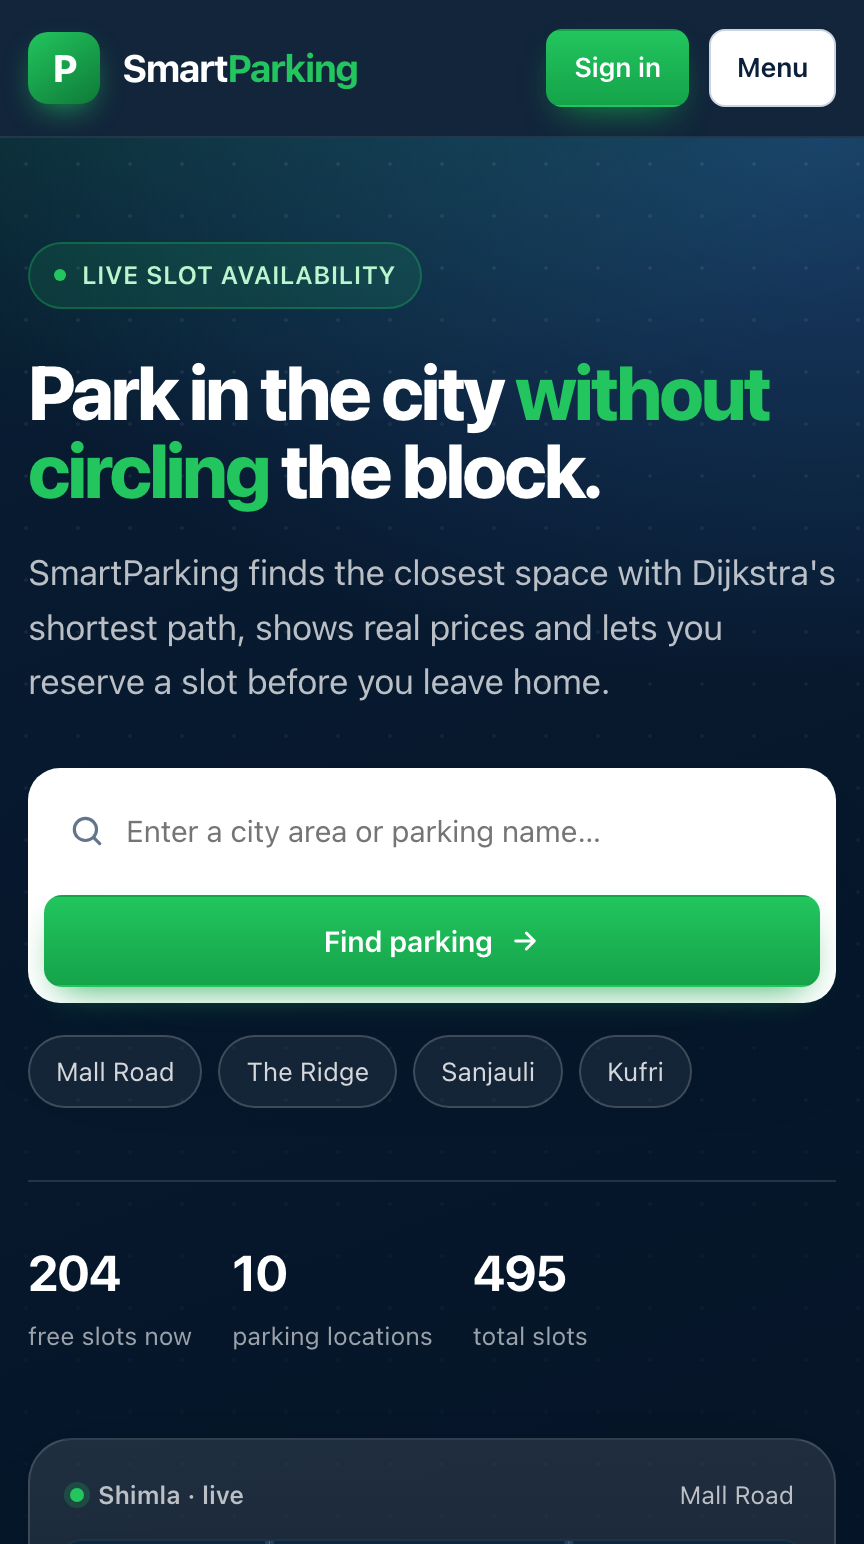 P SmartParking Sign in Menu
LIVE SLOT AVAILABILITY
Park in the city without
circling the block.
SmartParking finds the closest space with Dijkstra's
shortest path, shows real prices and lets you
reserve a slot before you leave home.
Enter a city area or parking name...
Find parking →
Mall Road The Ridge Sanjauli Kufri
204 10 495
free slots now parking locations total slots
Shimla · live Mall Road